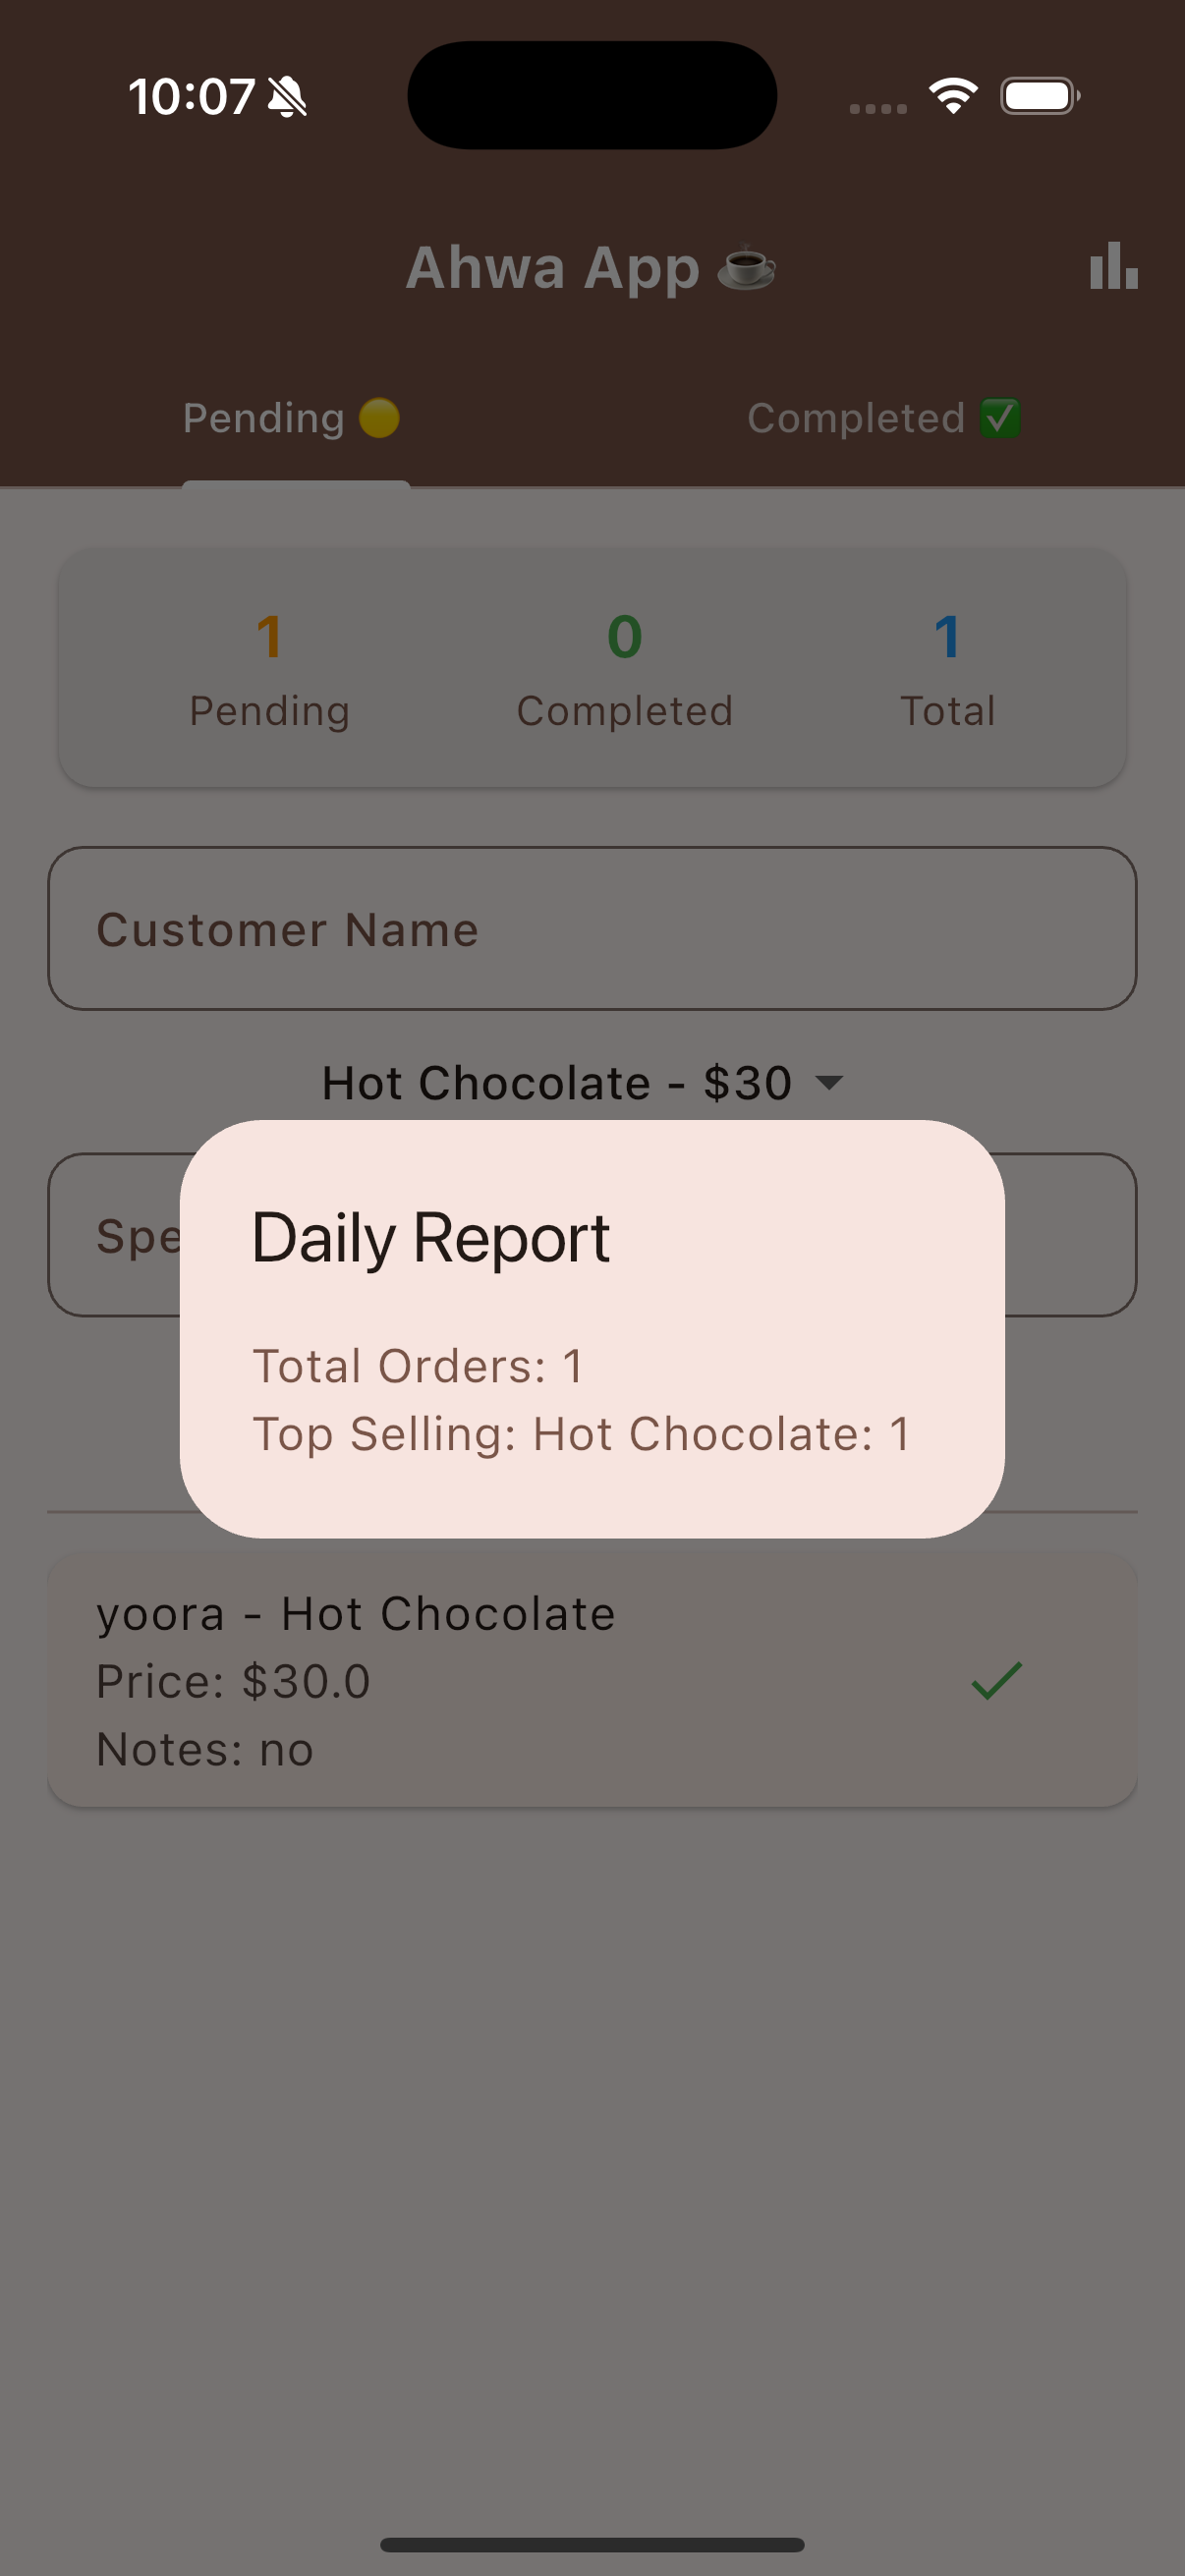 10:07
Ahwa App ☕
Pending 🟡
Completed ✅
1
0
1
Pending
Completed
Total
Customer Name
Hot Chocolate - $30
Spe
Daily Report
Total Orders: 1
Top Selling: Hot Chocolate: 1
yoora - Hot Chocolate
Price: $30.0
Notes: no